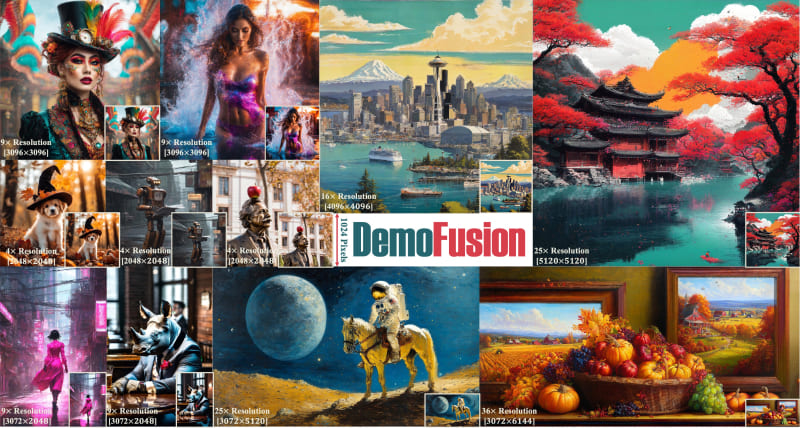 9× Resolution
[3096×3096]
9× Resolution
[3096×3096]
16× Resolution
[4096×4096]
25× Resolution
[5120×5120]
4× Resolution
[2048×2048]
4× Resolution
[2048×2048]
4× Resolution
[2048×2048]
1024 Pixels
DemoFusion
9× Resolution
[3072×2048]
9× Resolution
[3072×2048]
25× Resolution
[3072×5120]
36× Resolution
[3072×6144]